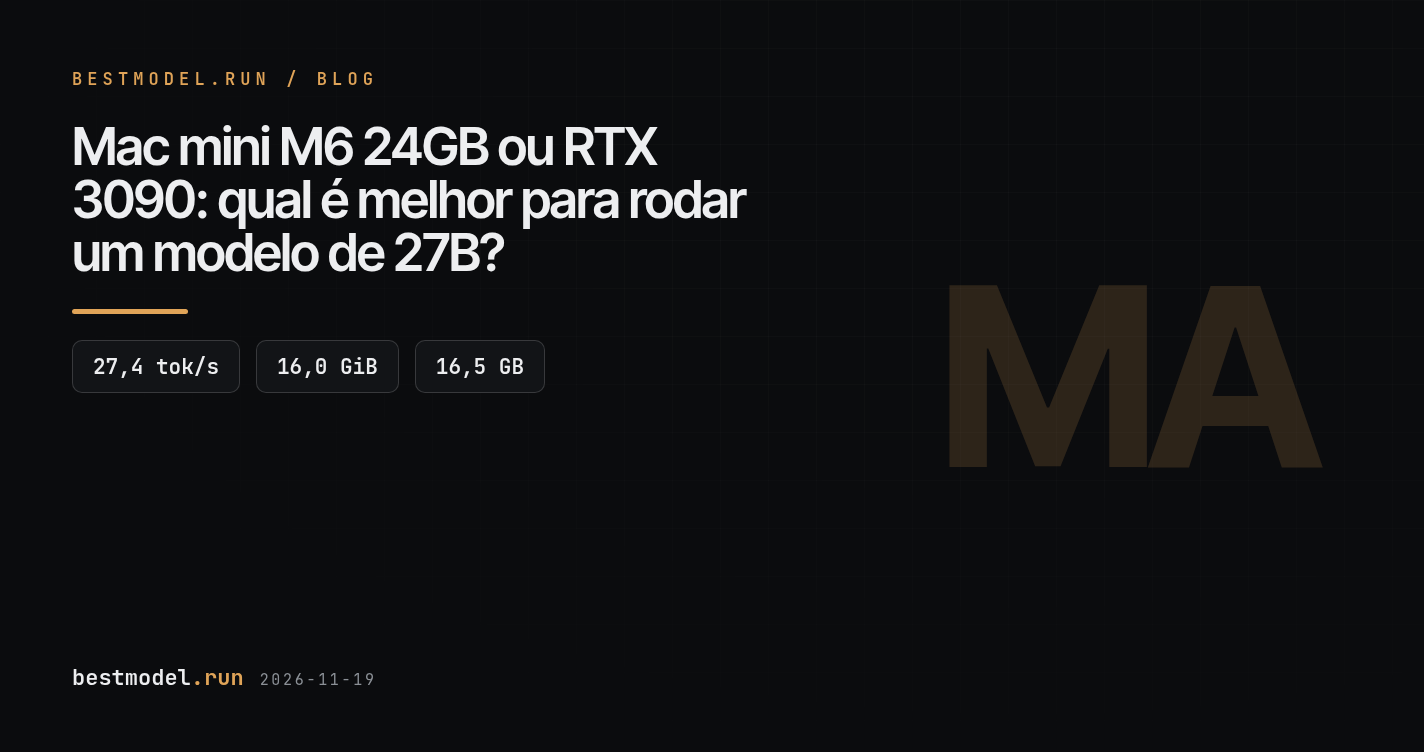 BESTMODEL.RUN / BLOG
Mac mini M6 24GB ou RTX
3090: qual é melhor para rodar
um modelo de 27B?
27,4 tok/s 16,0 GiB 16,5 GB
MA
bestmodel.run 2026-11-19